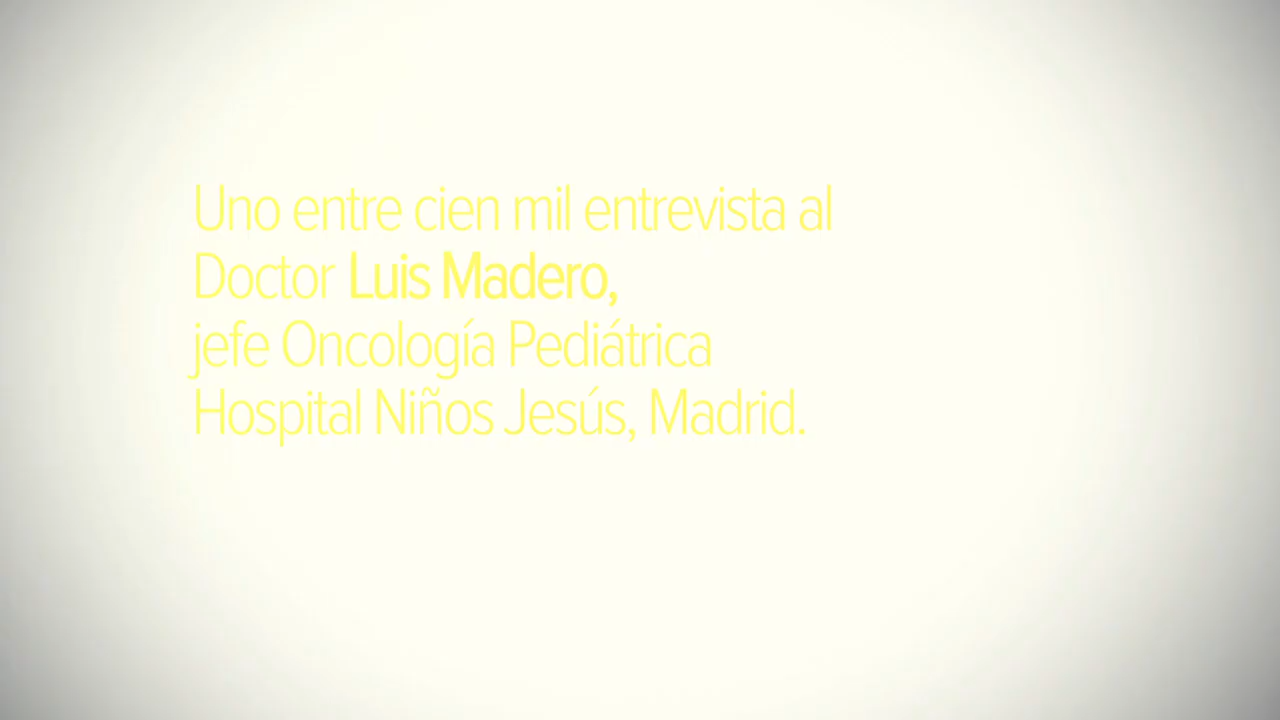 Uno entre cien mil entrevista al
Doctor Luis Madero,
jefe Oncología Pediátrica
Hospital Niños Jesús, Madrid.